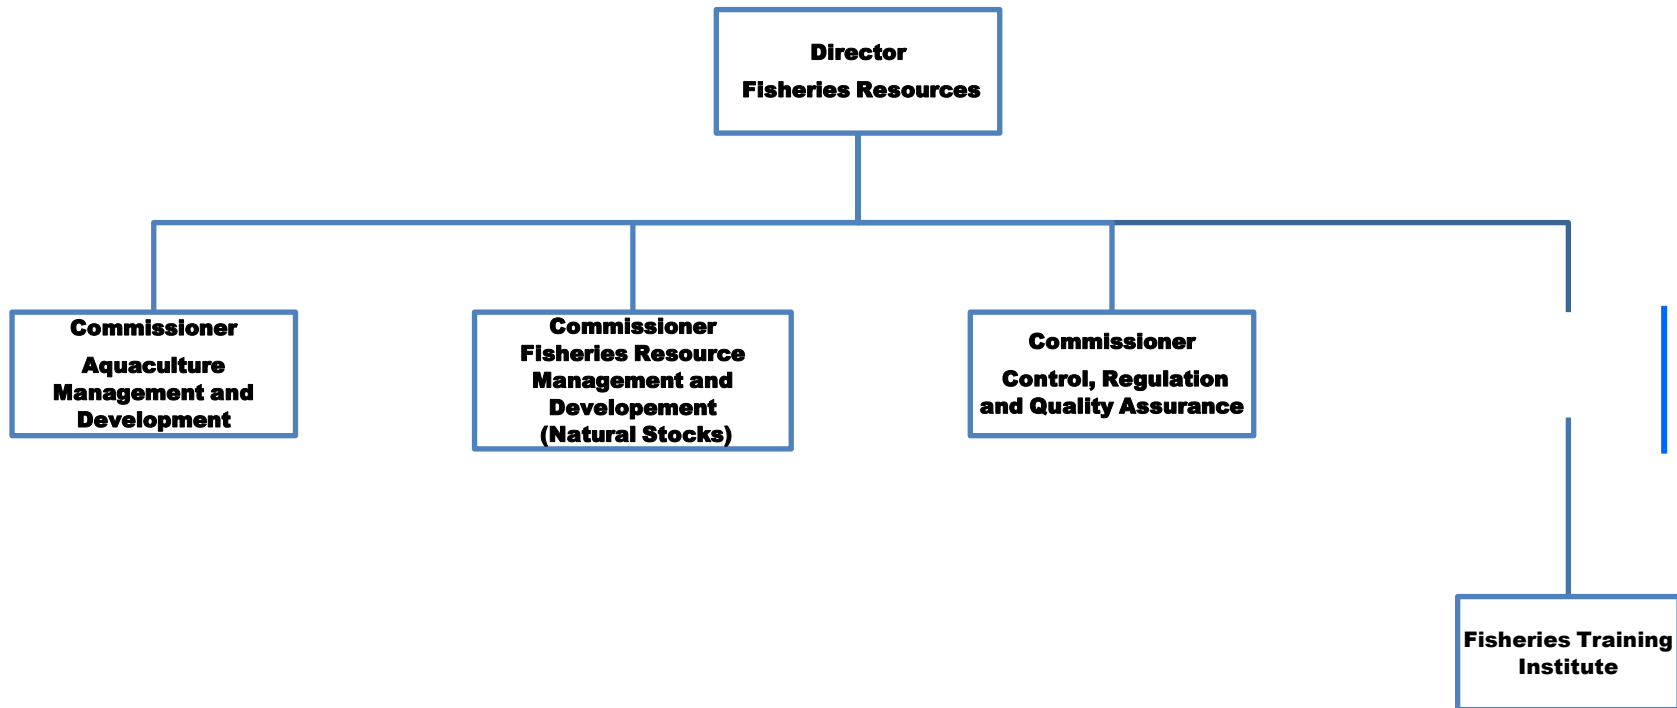 Director
Fisheries Resources
Commissioner
Aquaculture
Management and
Development
Commissioner
Fisheries Resource
Management and
Developement
(Natural Stocks)
Commissioner
Control, Regulation
and Quality Assurance
Fisheries Training
Institute